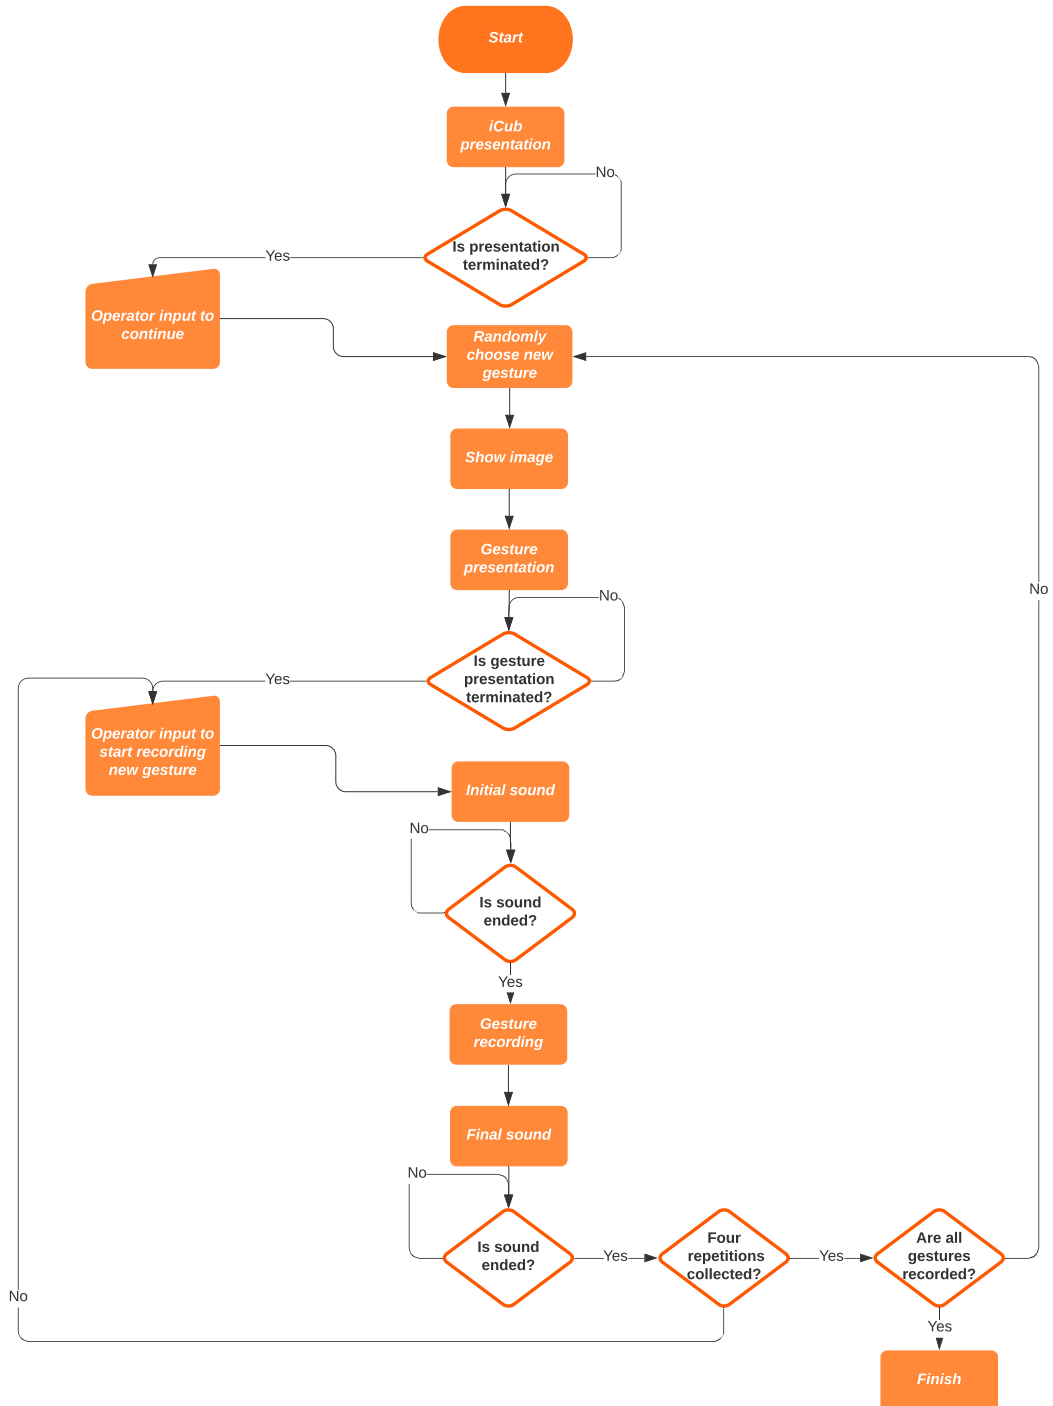 Start
iCub
presentation
No
Is presentation
terminated?
Yes
Operator input to
continue
Randomly
choose new
gesture
Show image
Gesture
presentation
No
No
Is gesture
presentation
terminated?
Yes
Operator input to
start recording
new gesture
Initial sound
No
Is sound
ended?
Yes
Gesture
recording
Final sound
No
Is sound
ended?
Yes
Four
repetitions
collected?
Yes
Are all
gestures
recorded?
No
Yes
Finish